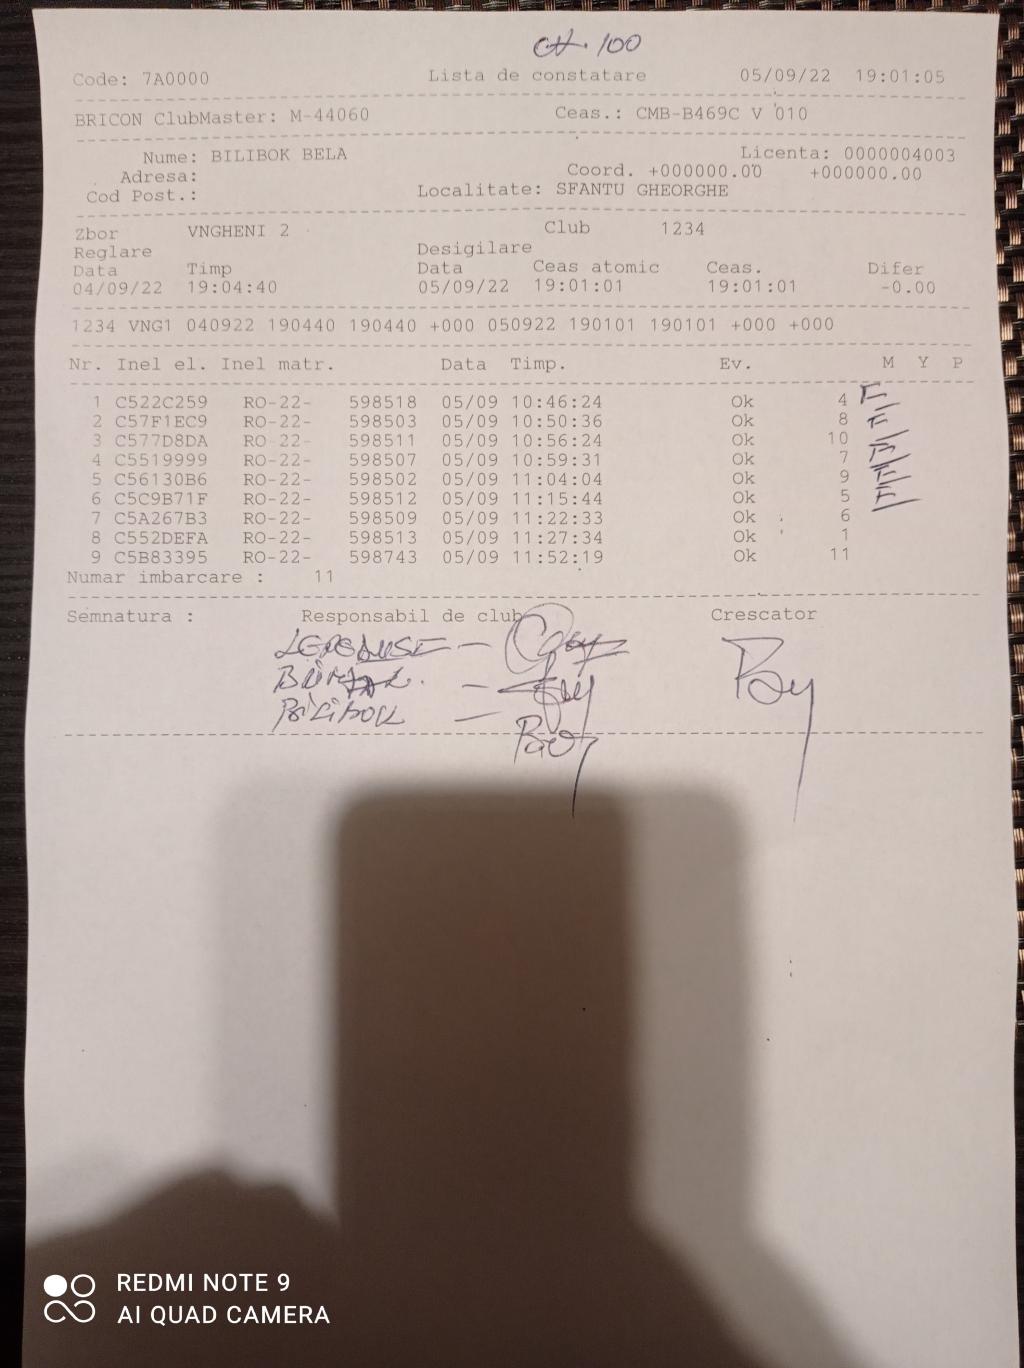 100
Code: 7A0000 Lista de constatare 05/09/22 19:01:05
BRICON ClubMaster: M-44060 Ceas.: CMB-B469C V 010
Nume: BILIBOK BELA Licenta: 0000004003
Adresa: Coord. +000000.00 +000000.00
Cod Post.: Localitate: SFANTU GHEORGHE
Zbor VNGHENI 2 Club 1234
Reglare Desigilare
Data Timp Data Ceas atomic Ceas. Difer
04/09/22 19:04:40 05/09/22 19:01:01 19:01:01 -0.00
1234 VNG1 040922 190440 190440 +000 050922 190101 190101 +000 +000
Nr. Inel el. Inel matr. Data Timp. Ev. M Y P
1 C522C259 RO-22- 598518 05/09 10:46:24 Ok 4 F
2 C57F1EC9 RO-22- 598503 05/09 10:50:36 Ok 8 F
3 C577D8DA RO-22- 598511 05/09 10:56:24 Ok 10
4 C5519999 RO-22- 598507 05/09 10:59:31 Ok 7
5 C56130B6 RO-22- 598502 05/09 11:04:04 Ok 9 F
6 C5C9B71F RO-22- 598512 05/09 11:15:44 Ok 5 F
7 C5A267B3 RO-22- 598509 05/09 11:22:33 Ok 6
8 C552DEFA RO-22- 598513 05/09 11:27:34 Ok 1
9 C5B83395 RO-22- 598743 05/09 11:52:19 Ok 11
Numar imbarcare : 11
Semnatura : Responsabil de club Crescator
BILIBOK
REDMI NOTE 9
AI QUAD CAMERA